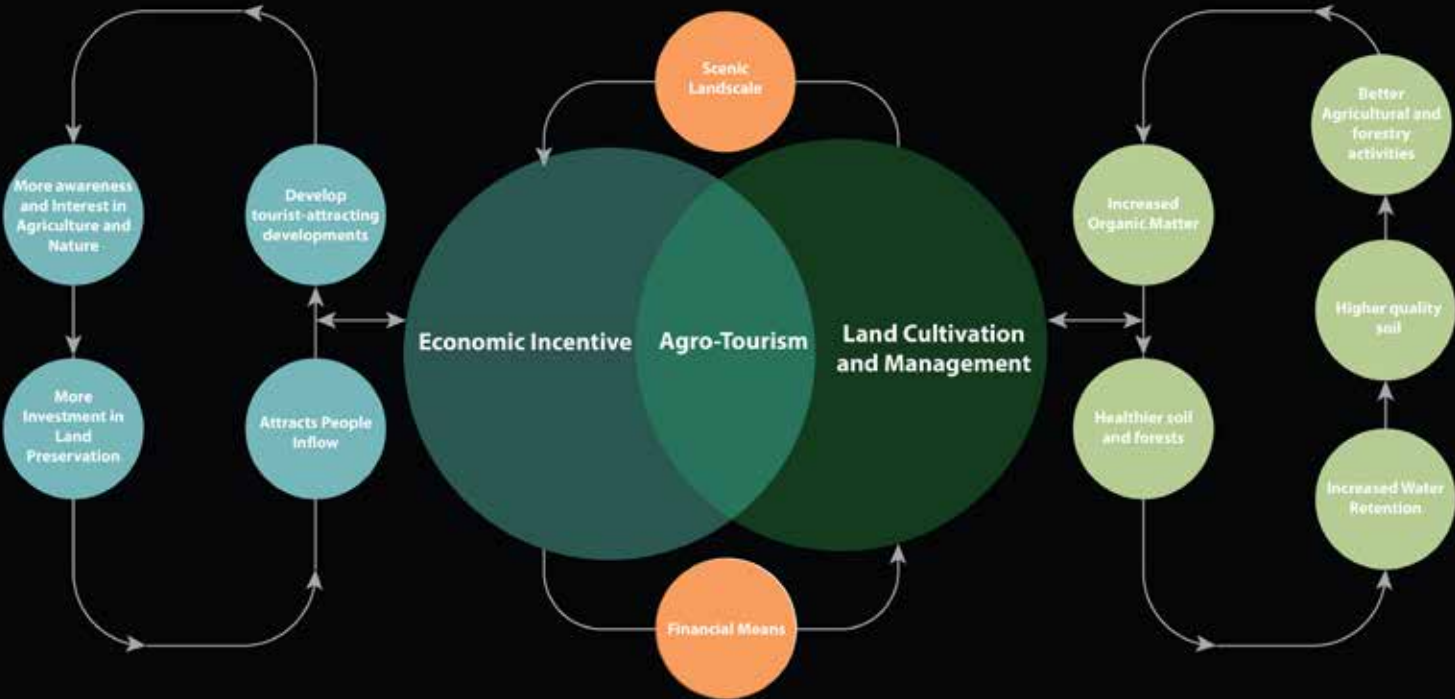 Scenic
Landscale
More awareness
and Interest in
Agriculture and
Nature
Develop
tourist-attracting
developments
More
Investment in
Land
Preservation
Attracts People
Inflow
Economic Incentive
Agro-Tourism
Land Cultivation
and Management
Financial Means
Increased
Organic Matter
Healthier soil
and forests
Better
Agricultural and
forestry
activities
Higher quality
soil
Increased Water
Retention